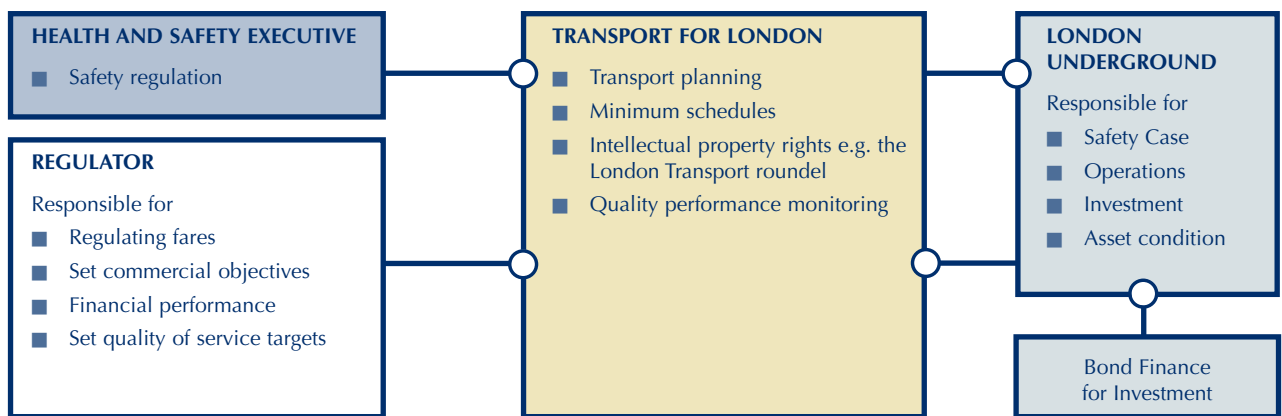 HEALTH AND SAFETY EXECUTIVE
Safety regulation
REGULATOR
Responsible for
Regulating fares
Set commercial objectives
Financial performance
Set quality of service targets
TRANSPORT FOR LONDON
Transport planning
Minimum schedules
Intellectual property rights e.g. the
London Transport roundel
Quality performance monitoring
LONDON
UNDERGROUND
Responsible for
Safety Case
Operations
Investment
Asset condition
Bond Finance
for Investment